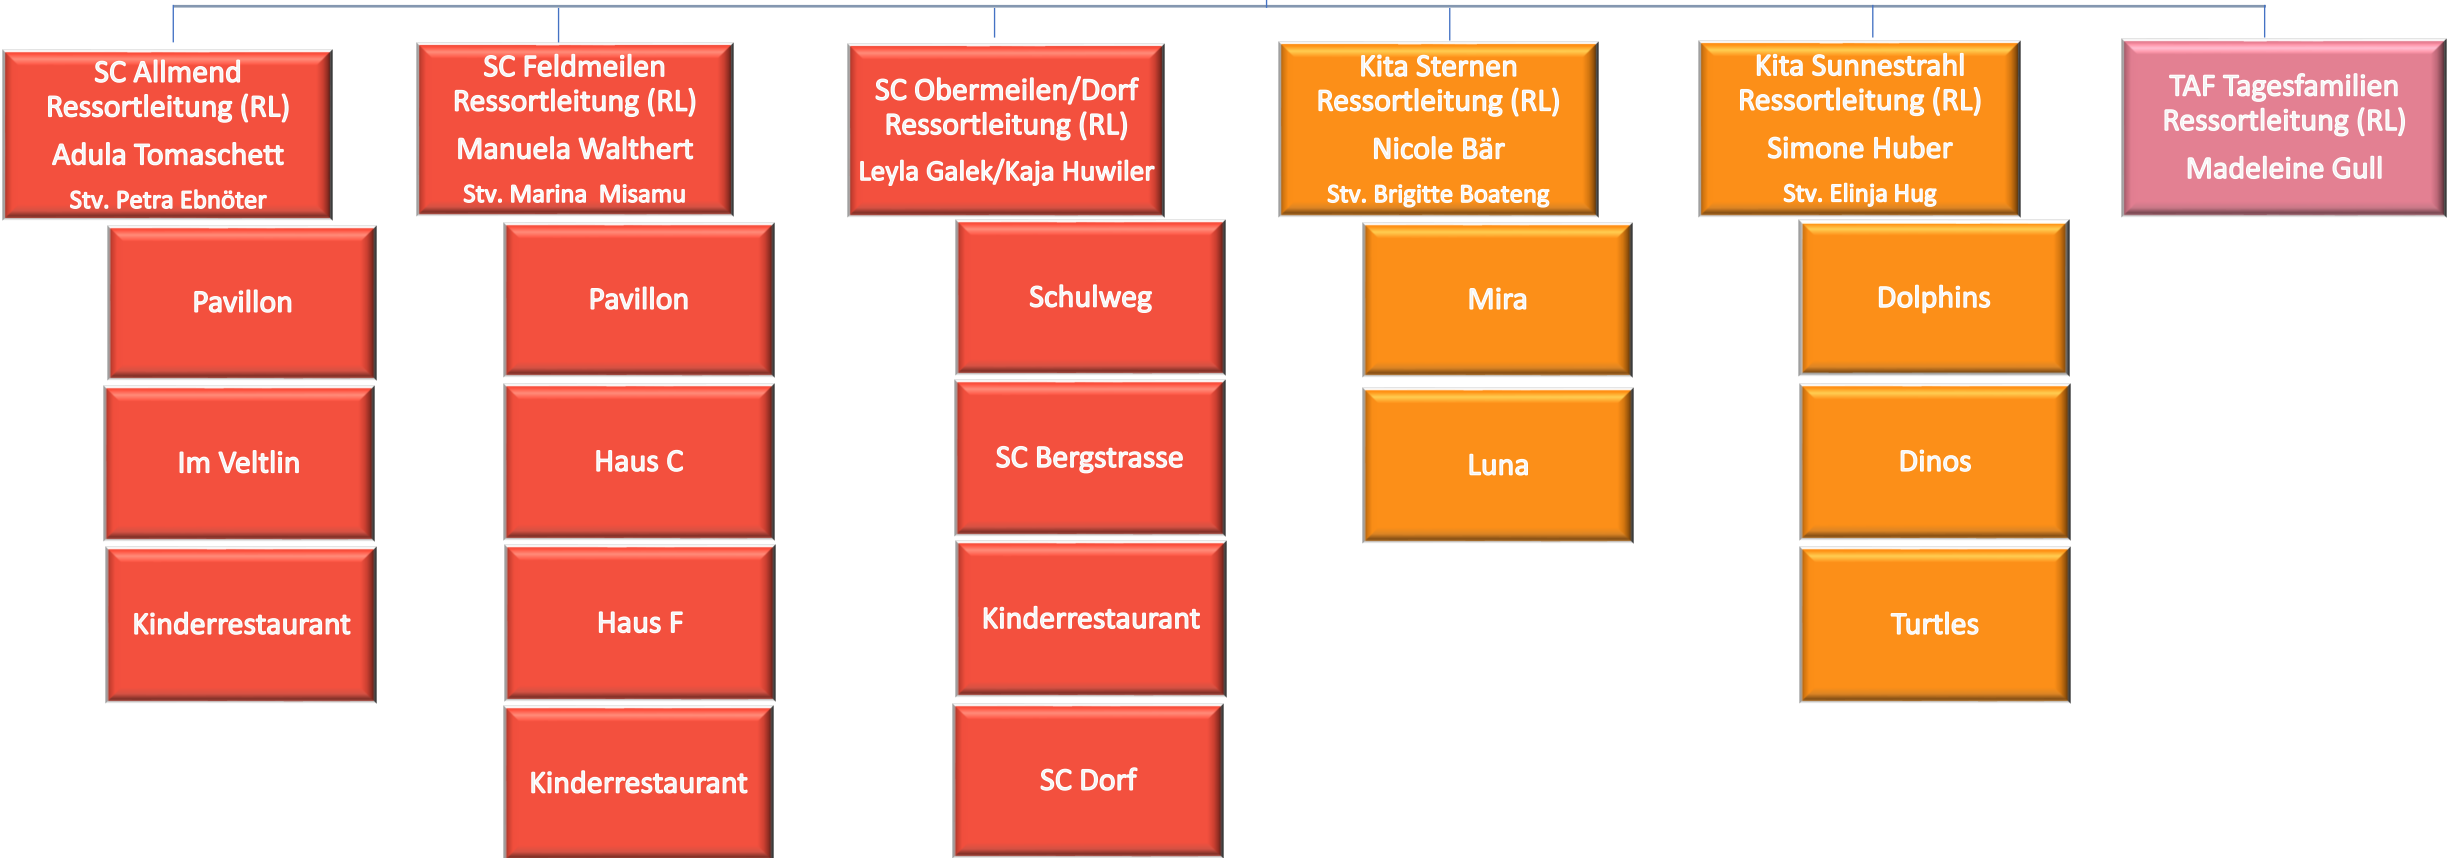 SC Allmend
Ressortleitung (RL)
Adula Tomaschett
Stv. Petra Ebnöter
Pavillon
Im Veltlin
Kinderrestaurant
SC Feldmeilen
Ressortleitung (RL)
Manuela Walthert
Stv. Marina Misamu
Pavillon
Haus C
Haus F
Kinderrestaurant
SC Obermeilen/Dorf
Ressortleitung (RL)
Leyla Galek/Kaja Huwiler
Schulweg
SC Bergstrasse
Kinderrestaurant
SC Dorf
Kita Sternen
Ressortleitung (RL)
Nicole Bär
Stv. Brigitte Boateng
Mira
Luna
Kita Sunnestrahl
Ressortleitung (RL)
Simone Huber
Stv. Elinja Hug
Dolphins
Dinos
Turtles
TAF Tagesfamilien
Ressortleitung (RL)
Madeleine Gull